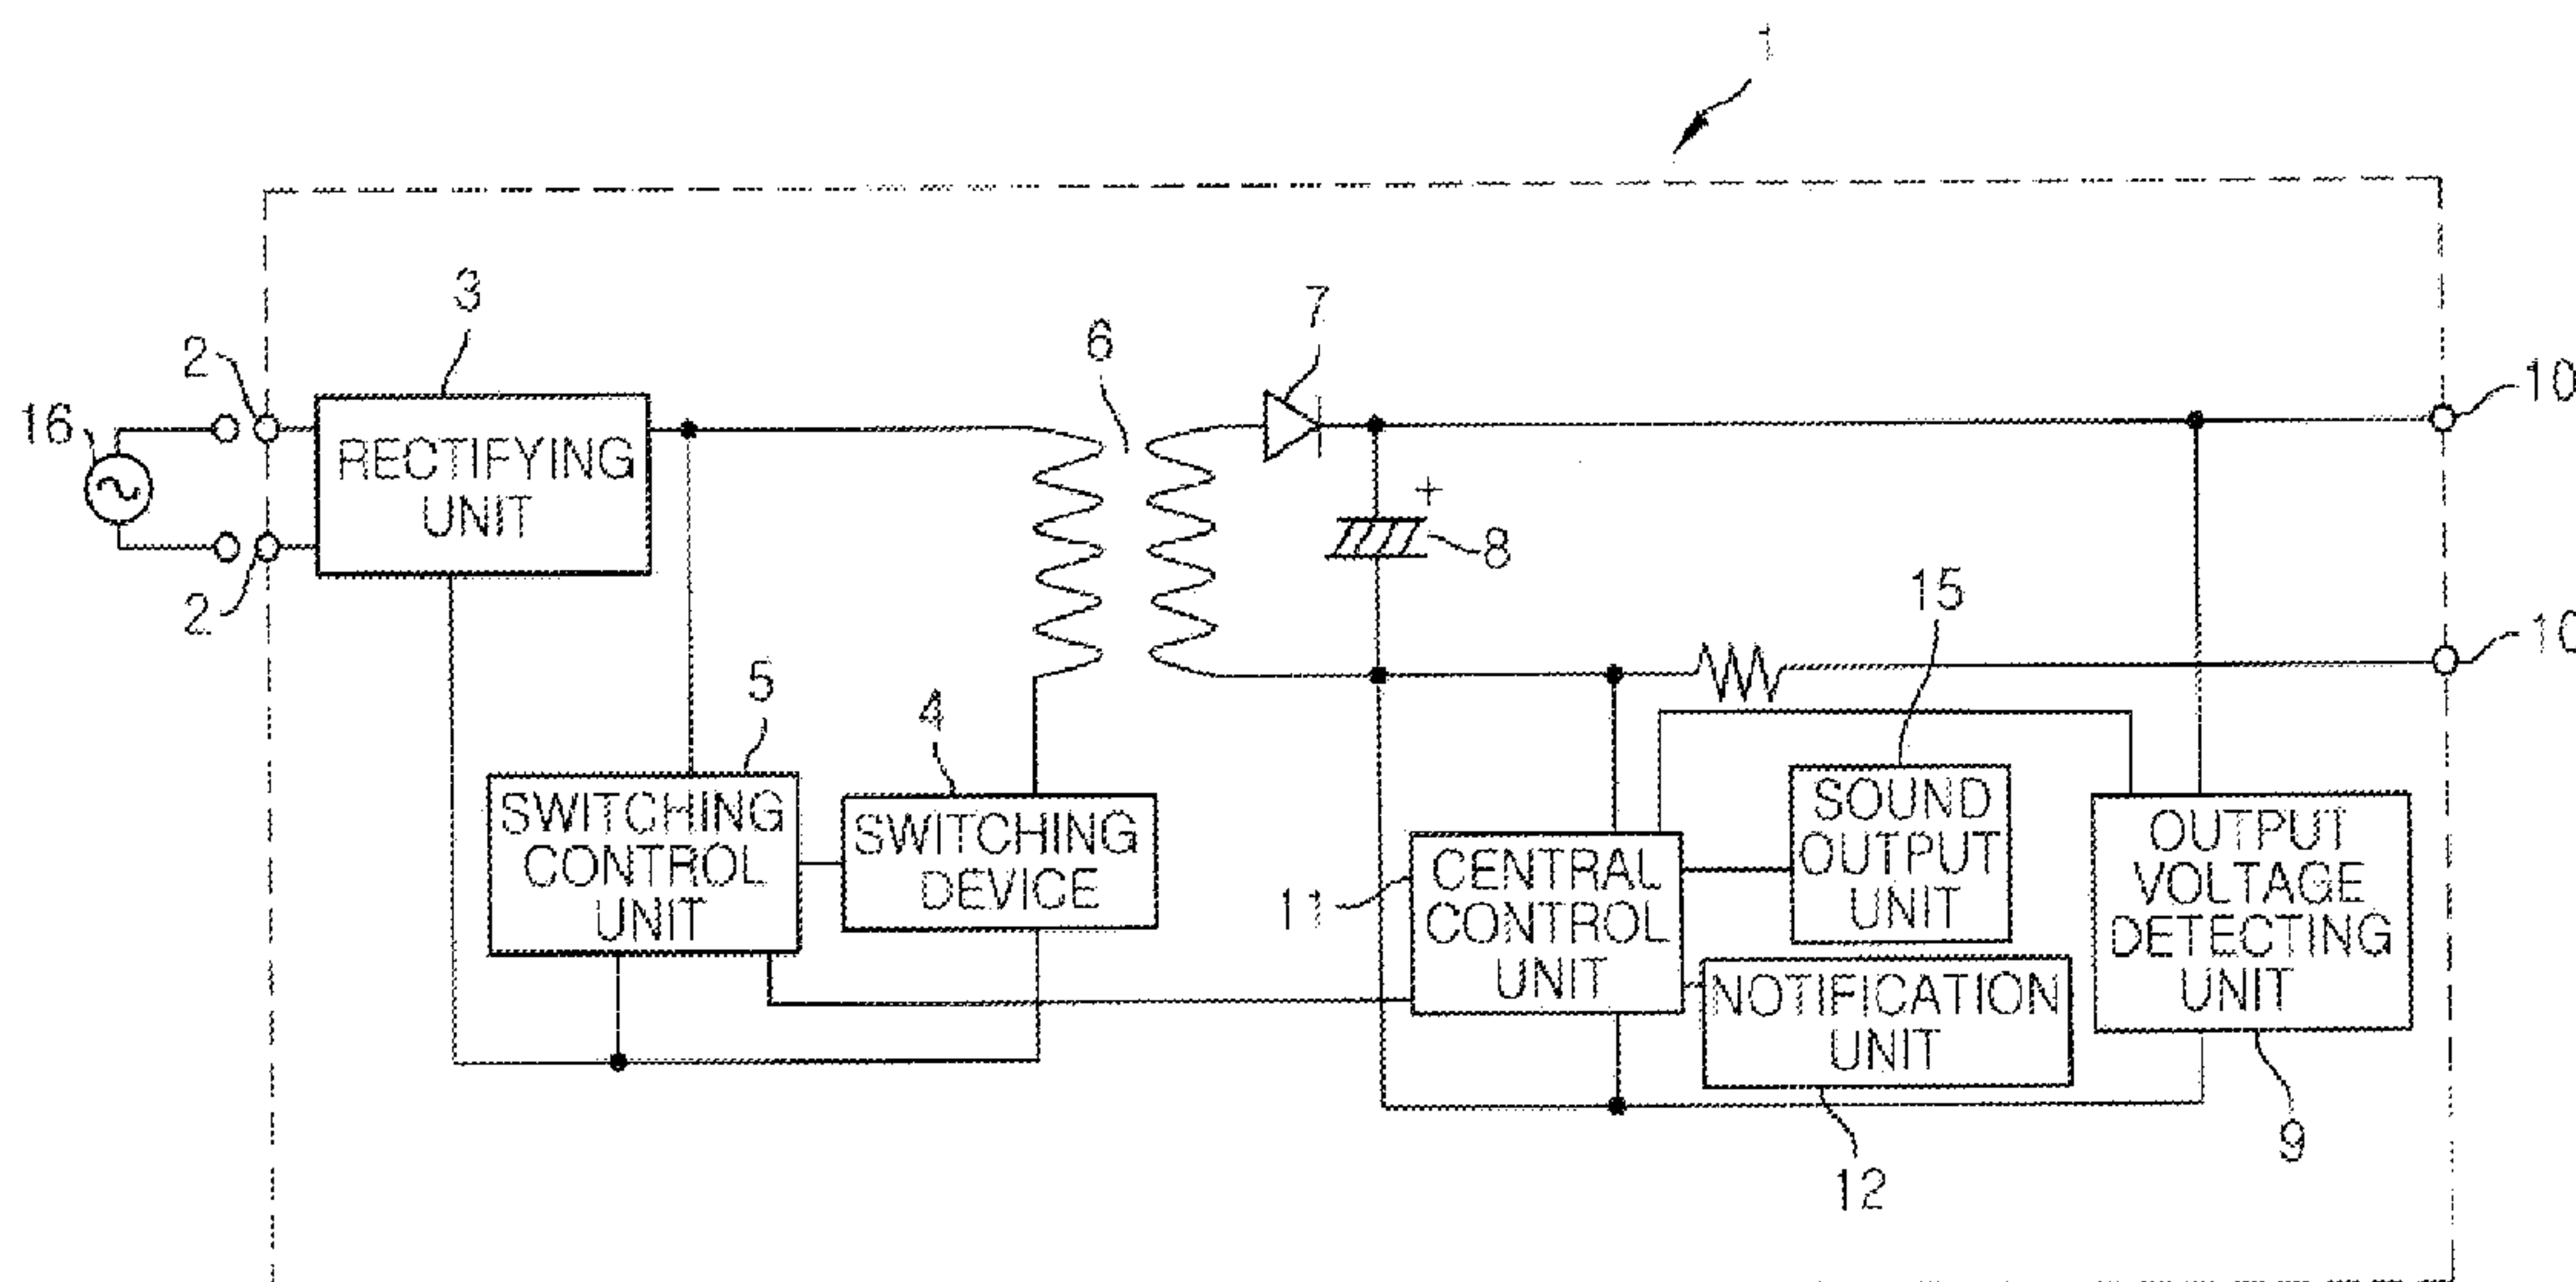 1
3
7
6
2
10
16
RECTIFYING
UNIT
+
8
2
15
10
5
4
SWITCHING
CONTROL
UNIT
SWITCHING
DEVICE
SOUND
OUTPUT
UNIT
OUTPUT
VOLTAGE
DETECTING
UNIT
11
CENTRAL
CONTROL
UNIT
NOTIFICATION
UNIT
9
12